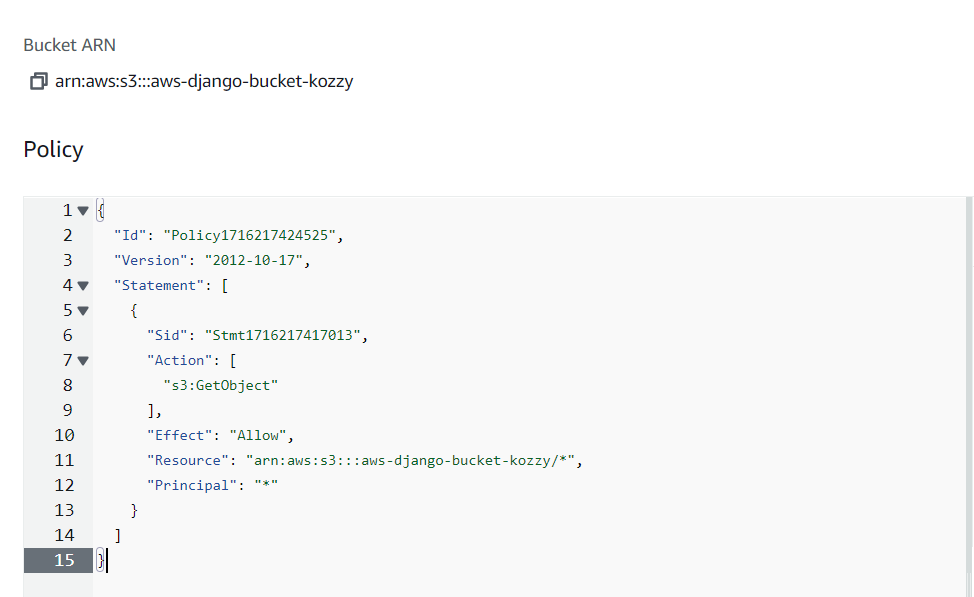 Bucket ARN
arn:aws:s3:::aws-django-bucket-kozzy
Policy
1 {
2 "Id": "Policy1716217424525",
3 "Version": "2012-10-17",
4 "Statement": [
5 {
6 "Sid": "Stmt1716217417013",
7 "Action": [
8 "s3:GetObject"
9 ],
10 "Effect": "Allow",
11 "Resource": "arn:aws:s3:::aws-django-bucket-kozzy/*",
12 "Principal": "*"
13 }
14 ]
15 }